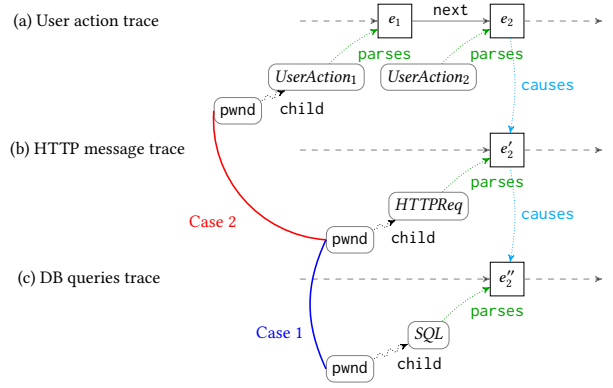 (a) User action trace
e₁
next
e₂
parses
parses
UserAction₁
UserAction₂
causes
pwnd
child
(b) HTTP message trace
e′₂
parses
HTTPReq
causes
Case 2
pwnd
child
(c) DB queries trace
e″₂
parses
Case 1
SQL
child
pwnd